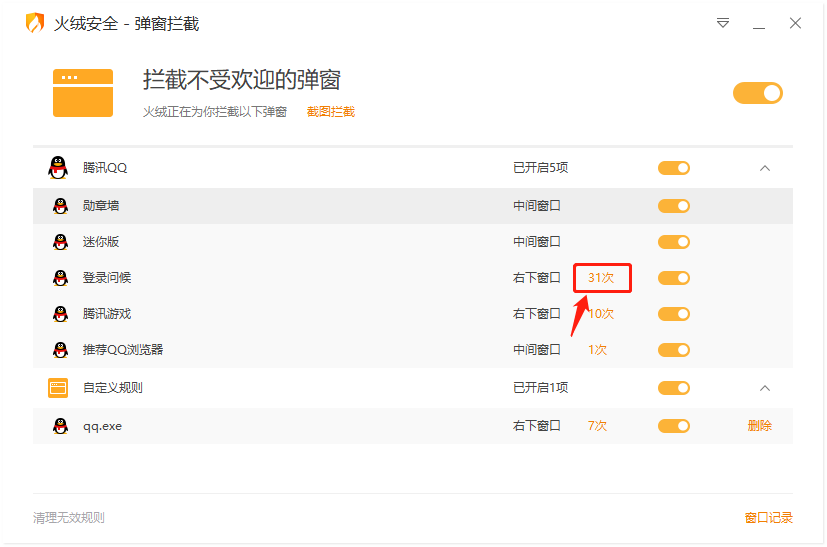 火绒安全 - 弹窗拦截
拦截不受欢迎的弹窗
火绒正在为你拦截以下弹窗 截图拦截
腾讯QQ 已开启5项
勋章墙 中间窗口
迷你版 中间窗口
登录问候 右下窗口 31次
腾讯游戏 右下窗口 10次
推荐QQ浏览器 中间窗口 1次
自定义规则 已开启1项
qq.exe 右下窗口 7次 删除
清理无效规则 窗口记录